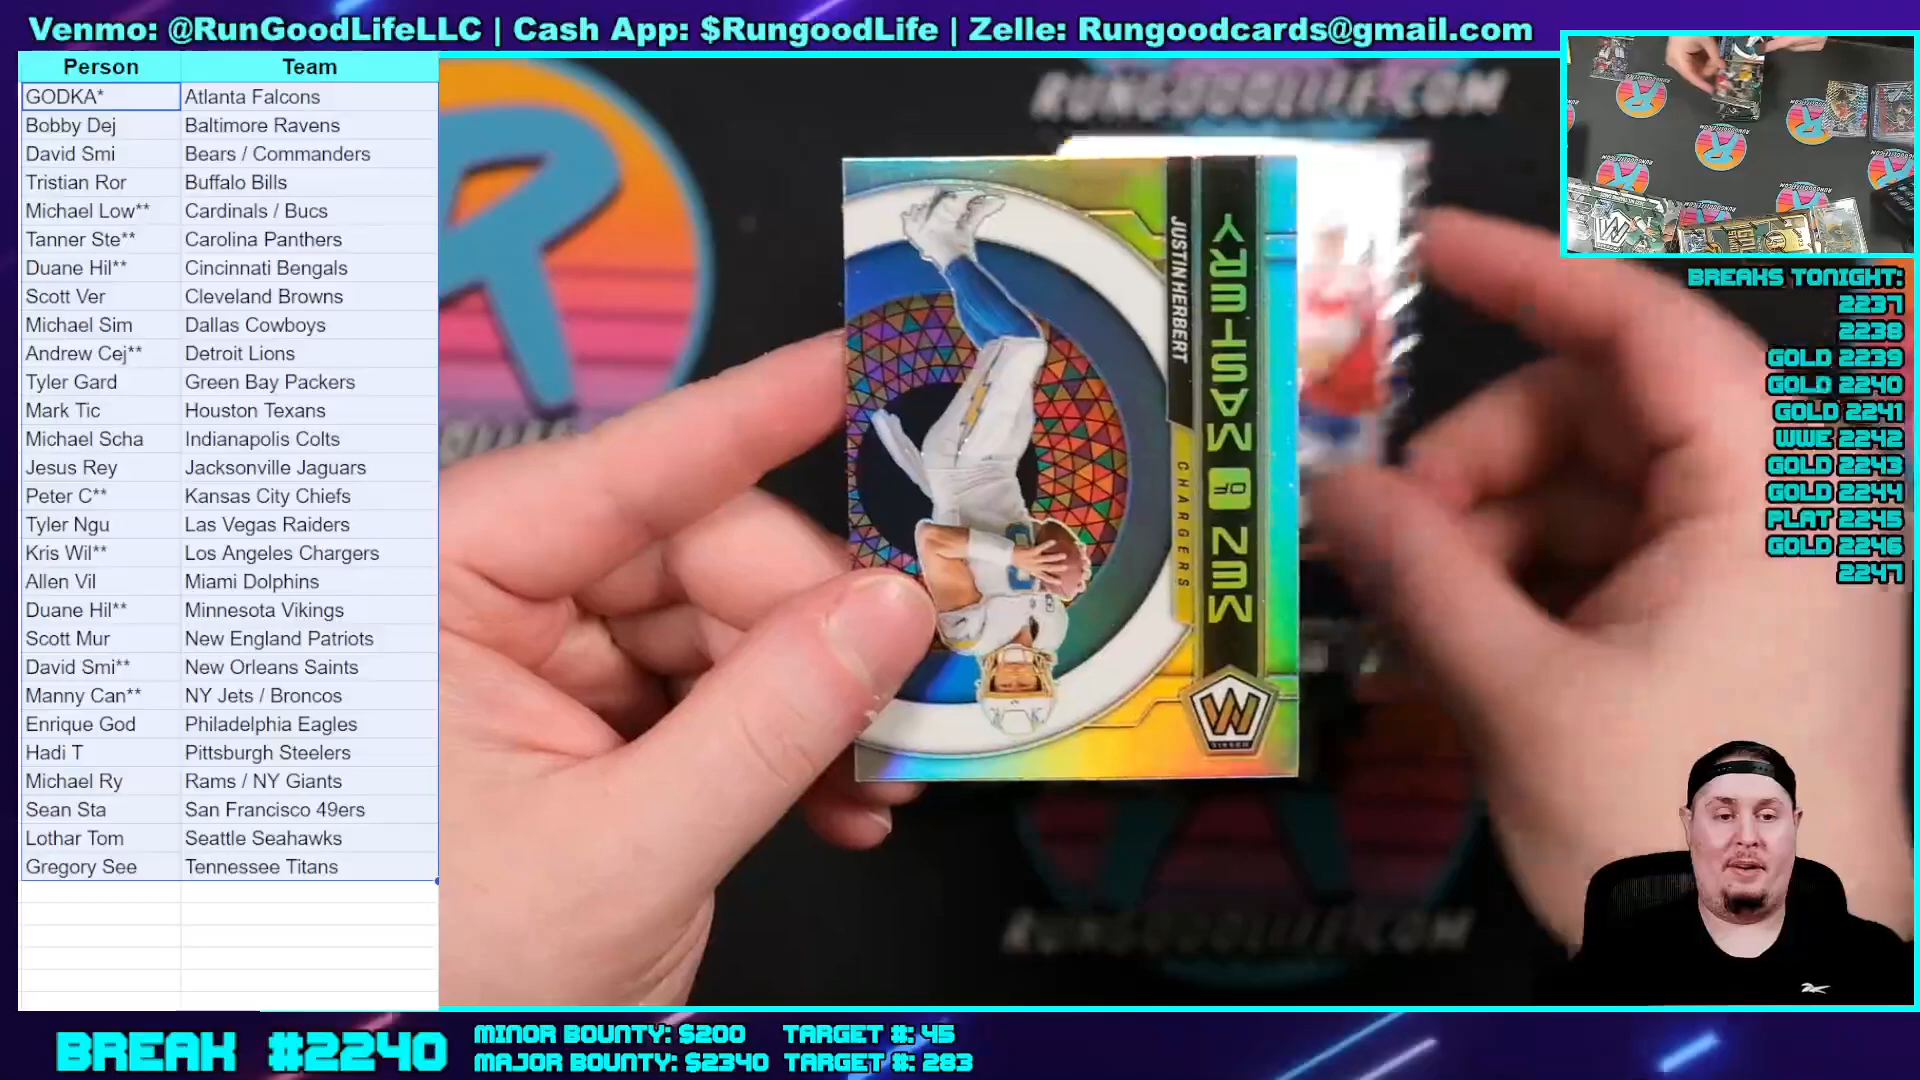 Venmo: @RunGoodLifeLLC | Cash App: $RungoodLife | Zelle: Rungoodcards@gmail.com
Person Team
GODKA* Atlanta Falcons
Bobby Dej Baltimore Ravens
David Smi Bears / Commanders
Tristian Ror Buffalo Bills
Michael Low** Cardinals / Bucs
Tanner Ste** Carolina Panthers
Duane Hil** Cincinnati Bengals
Scott Ver Cleveland Browns
Michael Sim Dallas Cowboys
Andrew Cej** Detroit Lions
Tyler Gard Green Bay Packers
Mark Tic Houston Texans
Michael Scha Indianapolis Colts
Jesus Rey Jacksonville Jaguars
Peter C** Kansas City Chiefs
Tyler Ngu Las Vegas Raiders
Kris Wil** Los Angeles Chargers
Allen Vil Miami Dolphins
Duane Hil** Minnesota Vikings
Scott Mur New England Patriots
David Smi** New Orleans Saints
Manny Can** NY Jets / Broncos
Enrique God Philadelphia Eagles
Hadi T Pittsburgh Steelers
Michael Ry Rams / NY Giants
Sean Sta San Francisco 49ers
Lothar Tom Seattle Seahawks
Gregory See Tennessee Titans
RUNGOODLIFE.COM
JUSTIN HERBERT
CHARGERS
MEN OF MASTERY
MOSAIC
RUNGOODLIFE.COM
BREAKS TONIGHT:
2237
2238
GOLD 2239
GOLD 2240
GOLD 2241
WWE 2242
GOLD 2243
GOLD 2244
PLAT 2245
GOLD 2246
2247
BREAK #2240
MINOR BOUNTY: $200 TARGET #: 45
MAJOR BOUNTY: $2340 TARGET #: 283